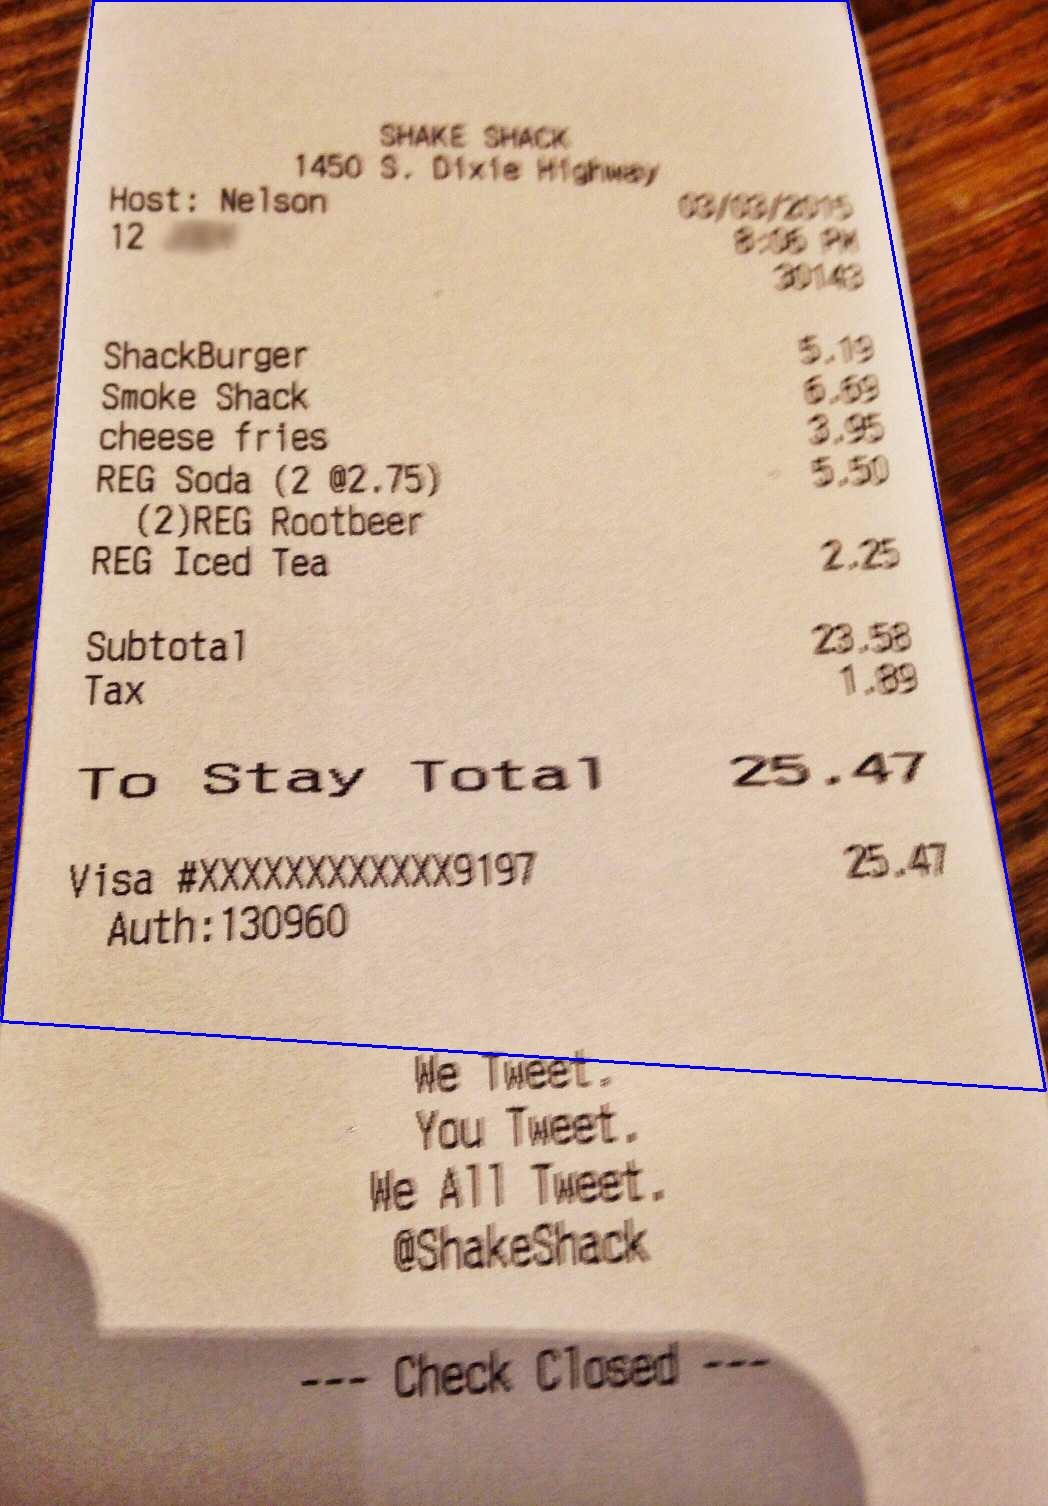 SHAKE SHACK
1450 S. Dixie Highway
Host: Nelson 03/03/2015
12 8:06 PM
30143
ShackBurger 5.19
Smoke Shack 6.69
cheese fries 3.95
REG Soda (2 @2.75) 5.50
(2)REG Rootbeer
REG Iced Tea 2.25
Subtotal 23.58
Tax 1.89
To Stay Total 25.47
Visa #XXXXXXXXXXXX9197 25.47
Auth:130960
We Tweet.
You Tweet.
We All Tweet.
@ShakeShack
--- Check Closed ---